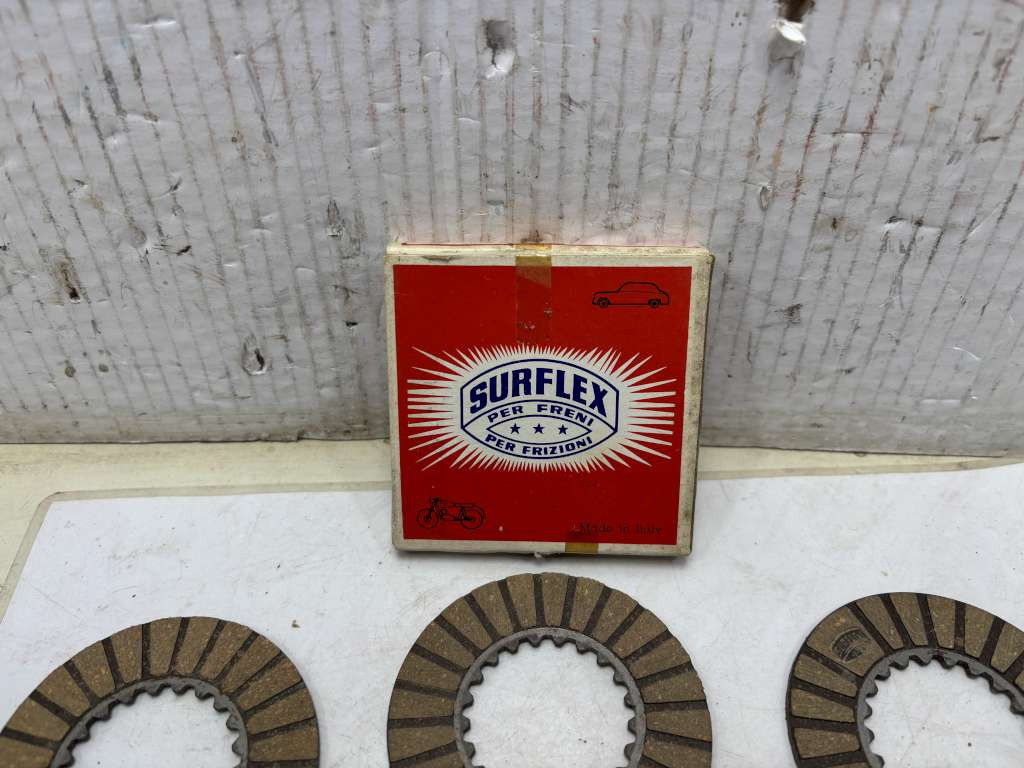 SURFLEX
PER FRENI
PER FRIZIONI
Made in Italy